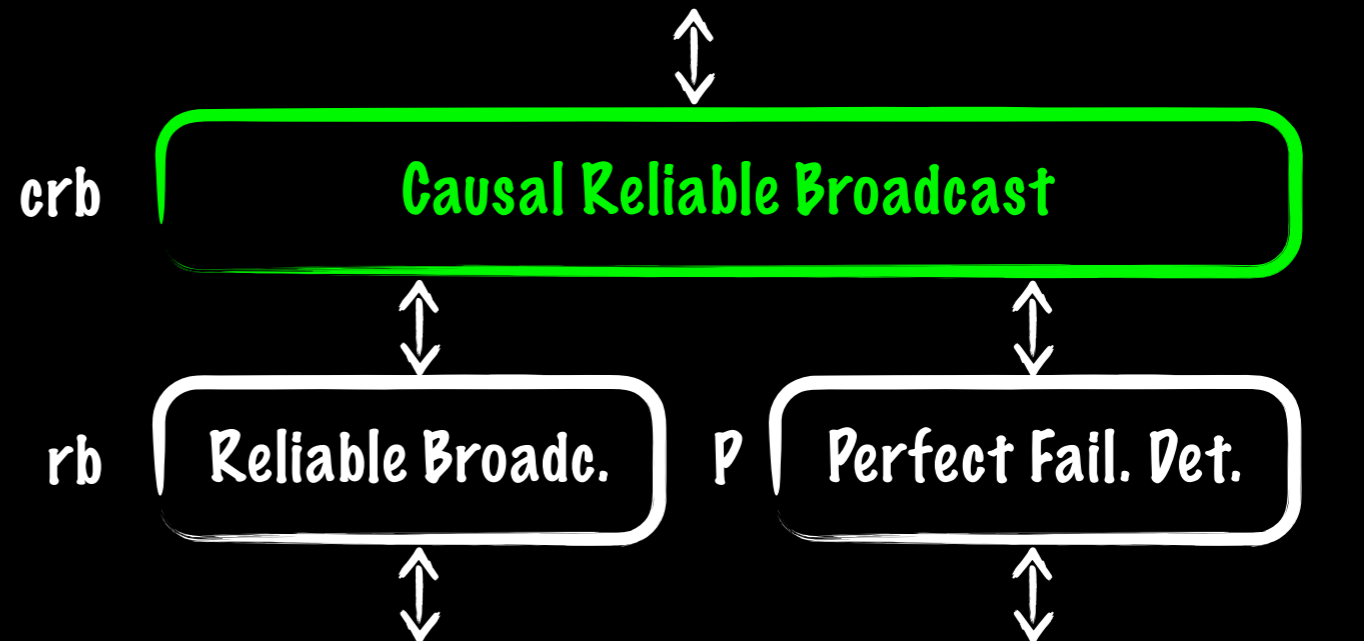 crb
Causal Reliable Broadcast
rb
Reliable Broadc.
P
Perfect Fail. Det.